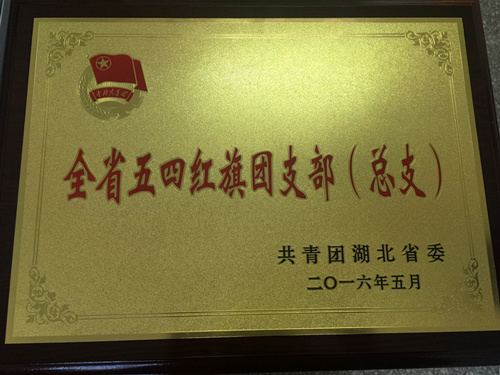 全省五四红旗团支部（总支）
共青团湖北省委
二〇一六年五月